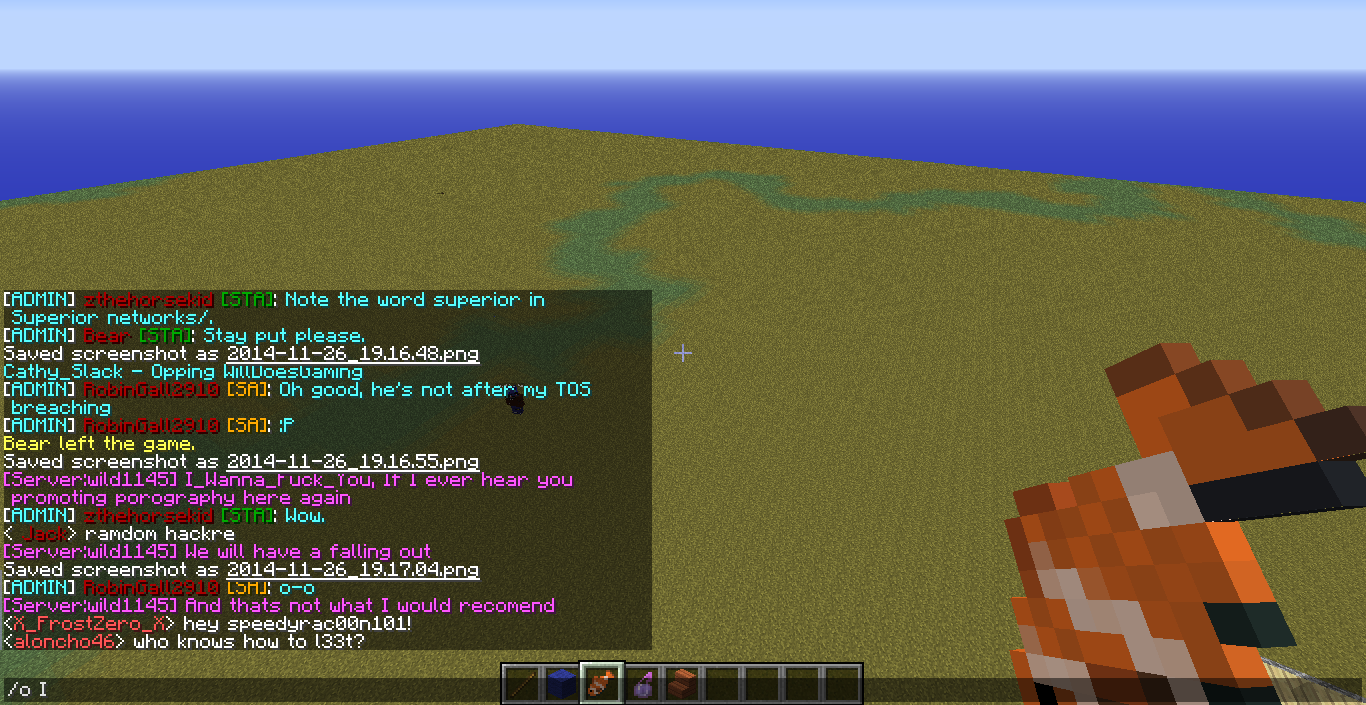 [ADMIN] zthehorsekid [STA]: Note the word superior in
Superior networks/.
[ADMIN] Bear [STA]: Stay put please.
Saved screenshot as 2014-11-26_19.16.48.png
Cathy_Slack - Opping WillDoesGaming
[ADMIN] RobinGall2910 [SA]: Oh good, he's not after my TOS
breaching
[ADMIN] RobinGall2910 [SA]: :P
Bear left the game.
Saved screenshot as 2014-11-26_19.16.55.png
[Server:wild1145] I_Wanna_Fuck_You, If I ever hear you
promoting porography here again
[ADMIN] zthehorsekid [STA]: Wow.
< Jack> ramdom hackre
[Server:wild1145] We will have a falling out
Saved screenshot as 2014-11-26_19.17.04.png
[ADMIN] RobinGall2910 [SA]: o-o
[Server:wild1145] And thats not what I would recomend
<X_FrostZero_X> hey speedyrac00n101!
<aloncho46> who knows how to l33t?
/o I